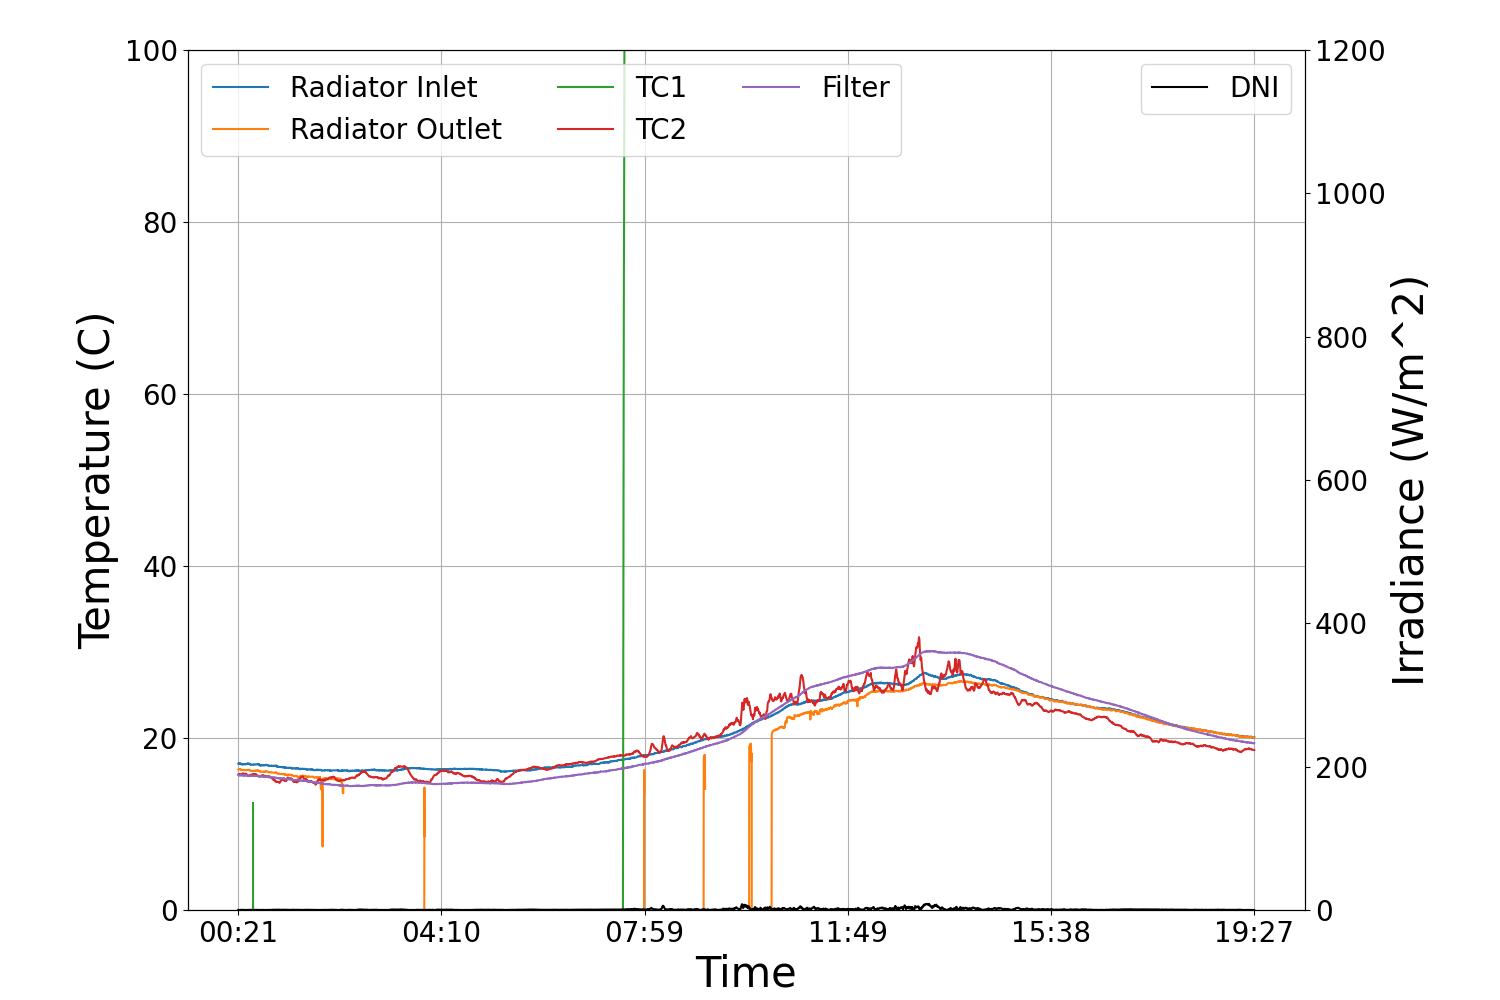 Radiator Inlet
Radiator Outlet
TC1
TC2
Filter
DNI
100
80
60
40
20
0
Temperature (C)
1200
1000
800
600
400
200
0
Irradiance (W/m^2)
00:21 04:10 07:59 11:49 15:38 19:27
Time